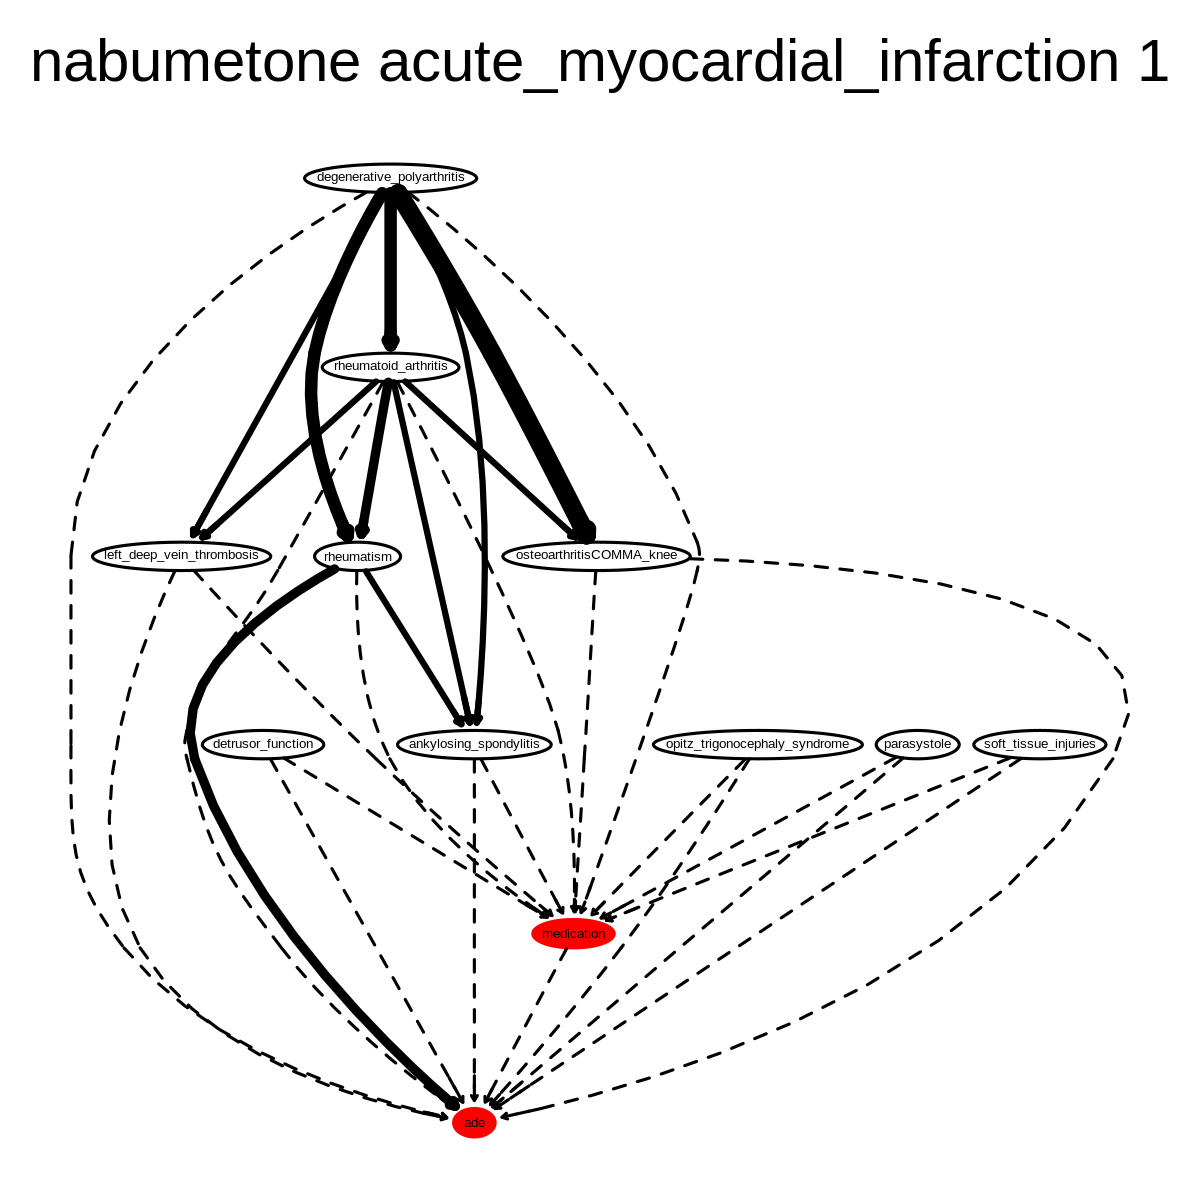 nabumetone acute_myocardial_infarction 1
degenerative_polyarthritis
rheumatoid_arthritis
left_deep_vein_thrombosis
rheumatism
osteoarthritisCOMMA_knee
detrusor_function
ankylosing_spondylitis
opitz_trigonocephaly_syndrome
parasystole
soft_tissue_injuries
medication
ade